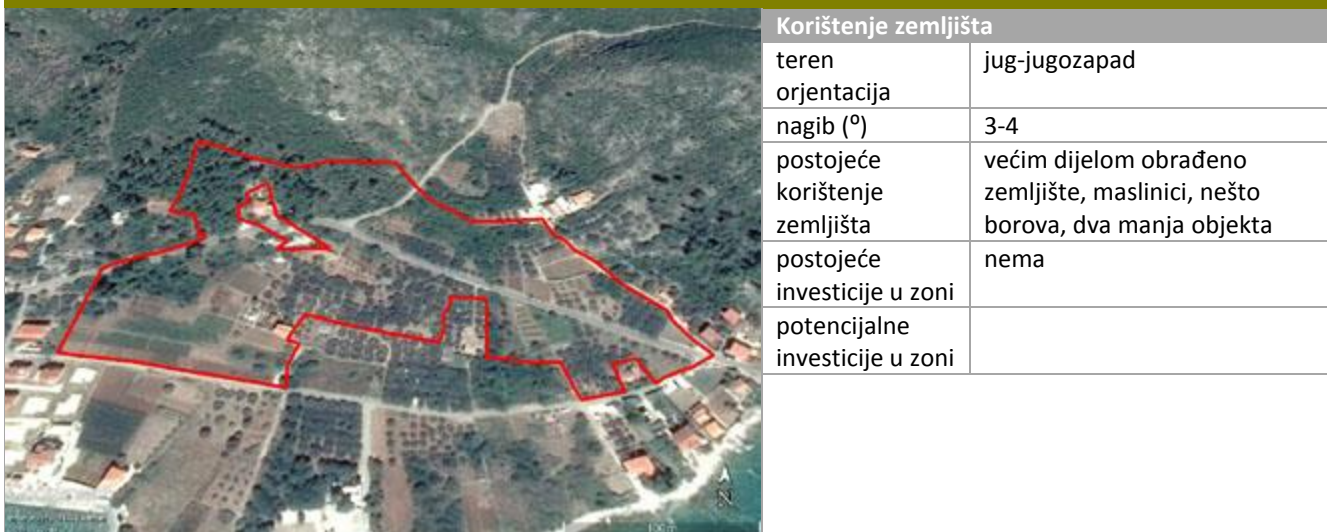 Korištenje zemljišta
teren
orjentacija
jug-jugozapad
nagib (⁰)
3-4
postojeće
korištenje
zemljišta
većim dijelom obrađeno
zemljište, maslinici, nešto
borova, dva manja objekta
postojeće
investicije u zoni
nema
potencijalne
investicije u zoni
N